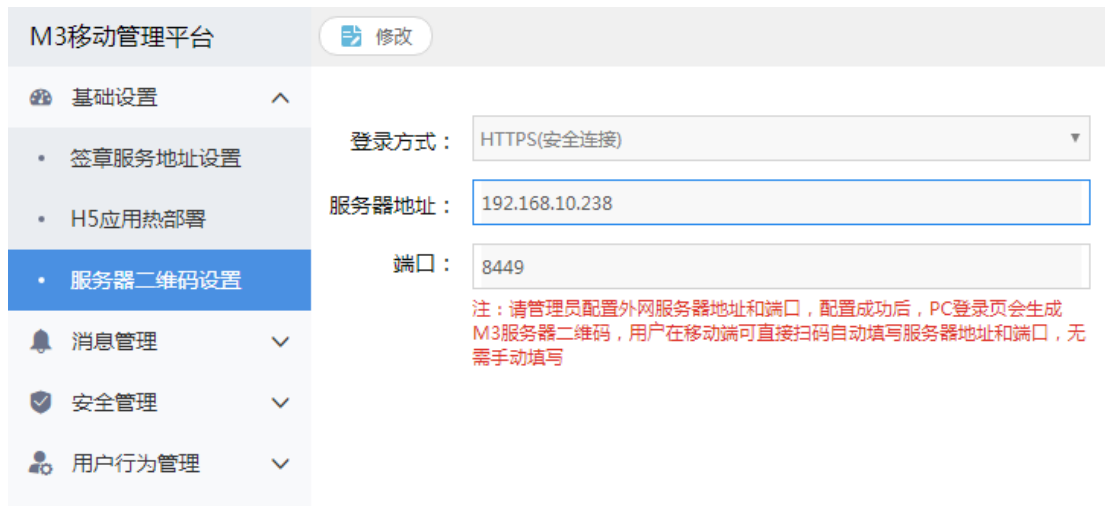 M3移动管理平台
修改
基础设置
签章服务地址设置
H5应用热部署
服务器二维码设置
消息管理
安全管理
用户行为管理
登录方式：
HTTPS(安全连接)
服务器地址：
192.168.10.238
端口：
8449
注：请管理员配置外网服务器地址和端口，配置成功后，PC登录页会生成
M3服务器二维码，用户在移动端可直接扫码自动填写服务器地址和端口，无
需手动填写